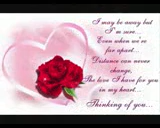 I may be away but
I'm sure...
Even when we're
far apart...
Distance can never
change,
The love I have for you
in my heart...
Thinking of you...